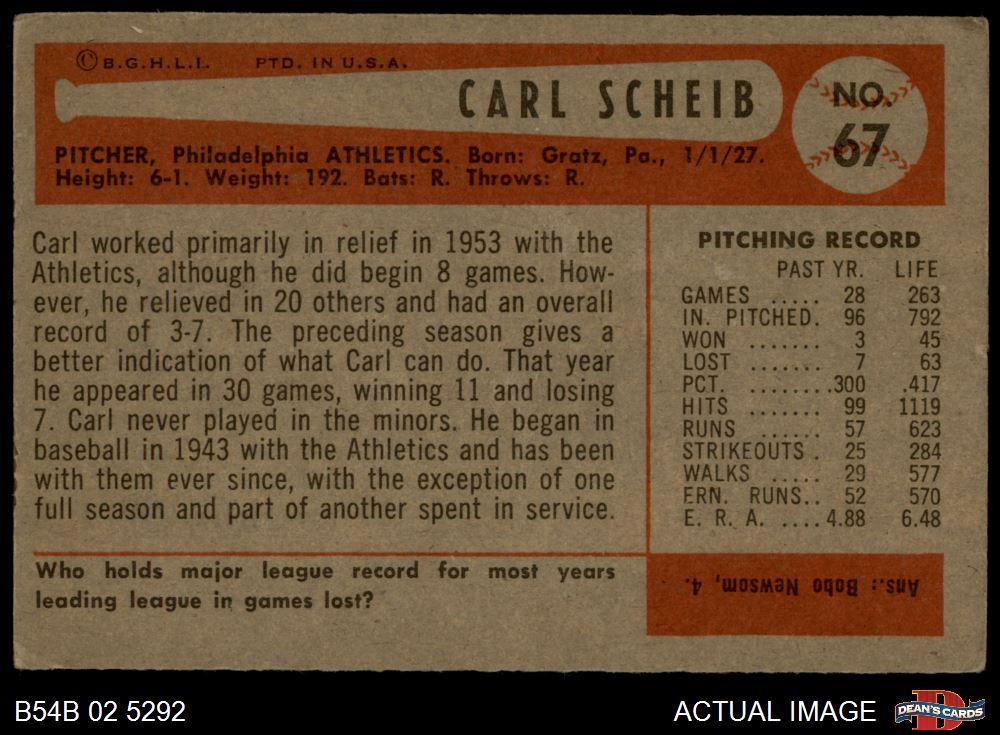 ©B.G.H.L.I. PTD. IN U.S.A.
CARL SCHEIB
NO.
67
PITCHER, Philadelphia ATHLETICS. Born: Gratz, Pa., 1/1/27.
Height: 6-1. Weight: 192. Bats: R. Throws: R.
Carl worked primarily in relief in 1953 with the
Athletics, although he did begin 8 games. How-
ever, he relieved in 20 others and had an overall
record of 3-7. The preceding season gives a
better indication of what Carl can do. That year
he appeared in 30 games, winning 11 and losing
7. Carl never played in the minors. He began in
baseball in 1943 with the Athletics and has been
with them ever since, with the exception of one
full season and part of another spent in service.
PITCHING RECORD
PAST YR. LIFE
GAMES ..... 28 263
IN. PITCHED. 96 792
WON ....... 3 45
LOST ....... 7 63
PCT. ........300 .417
HITS ....... 99 1119
RUNS ...... 57 623
STRIKEOUTS . 25 284
WALKS ..... 29 577
ERN. RUNS.. 52 570
E. R. A. ....4.88 6.48
Who holds major league record for most years
leading league in games lost?
Ans.: Bobo Newsom, 4.
B54B 02 5292
ACTUAL IMAGE
D
DEAN'S CARDS